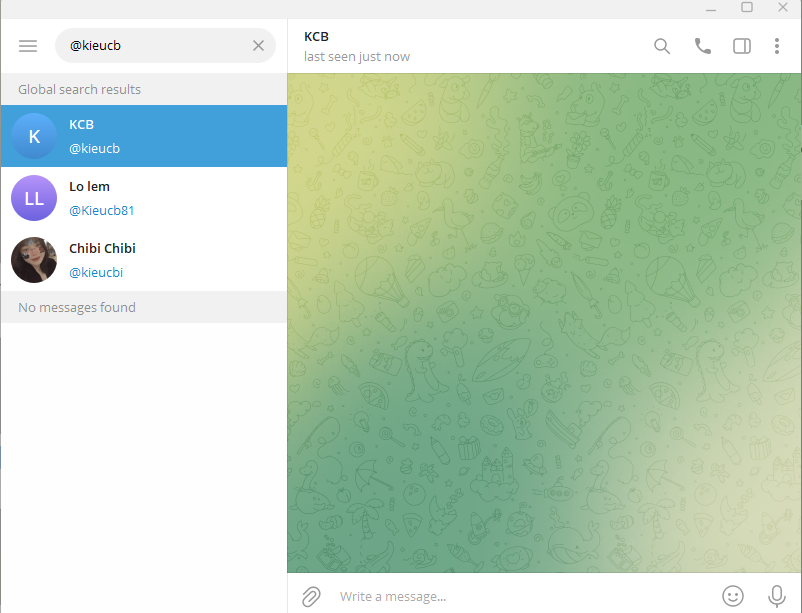 @kieucb
KCB
last seen just now
Global search results
K
KCB
@kieucb
LL
Lo lem
@Kieucb81
Chibi Chibi
@kieucbi
No messages found
Write a message...